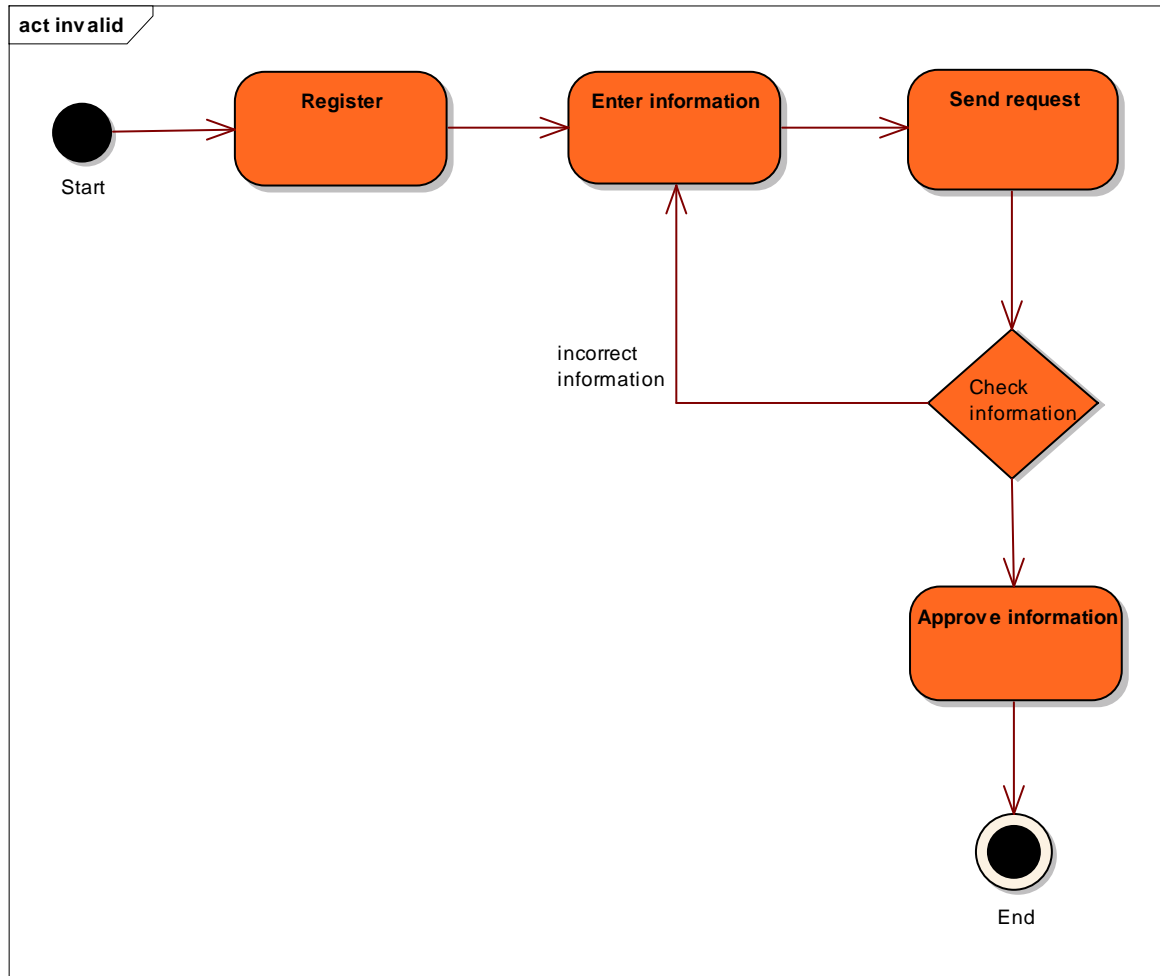 act invalid
Register
Enter information
Send request
Start
incorrect
information
Check
information
Approve information
End